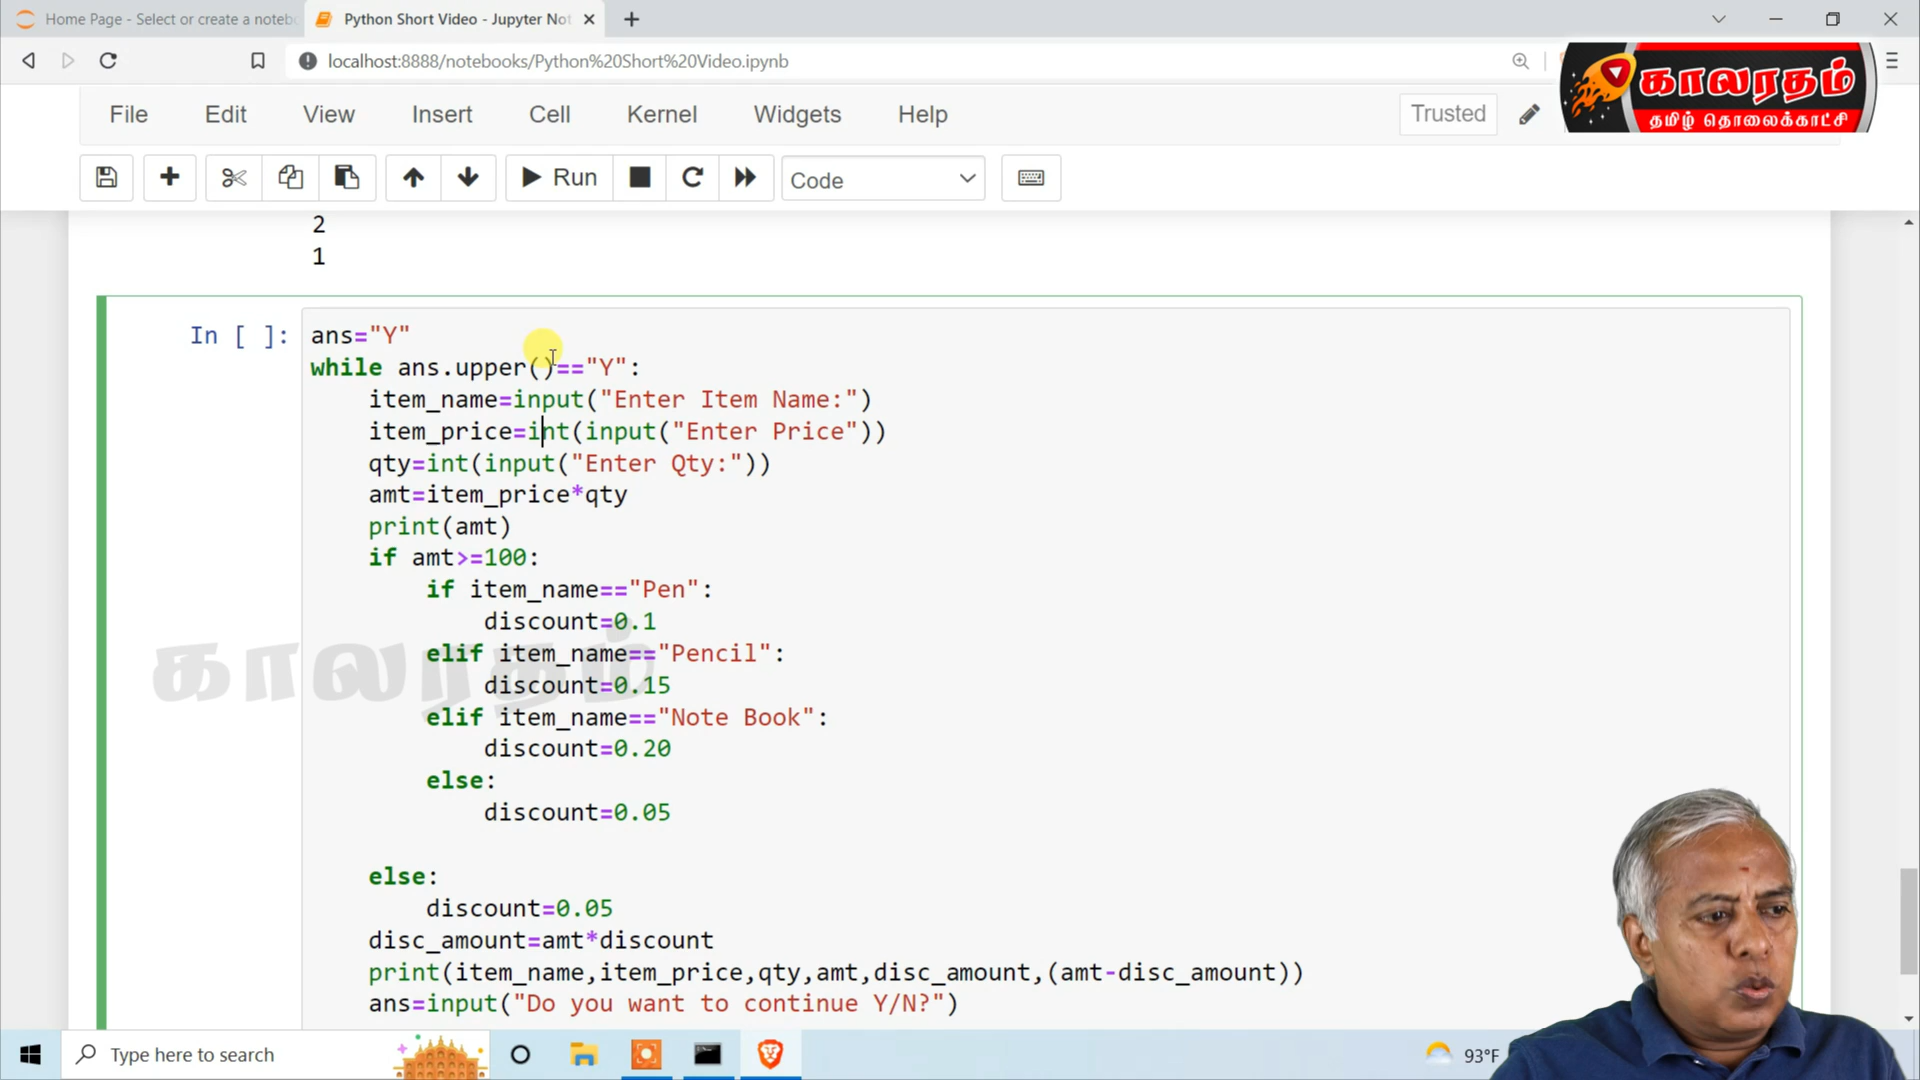 Home Page - Select or create a noteb
Python Short Video - Jupyter Not
localhost:8888/notebooks/Python%20Short%20Video.ipynb
காலரதம்
தமிழ் தொலைக்காட்சி
File Edit View Insert Cell Kernel Widgets Help Trusted
Run Code
2
1
In [ ]: ans="Y"
while ans.upper()=="Y":
item_name=input("Enter Item Name:")
item_price=int(input("Enter Price"))
qty=int(input("Enter Qty:"))
amt=item_price*qty
print(amt)
if amt>=100:
if item_name=="Pen":
discount=0.1
elif item_name=="Pencil":
discount=0.15
காலரதம்
elif item_name=="Note Book":
discount=0.20
else:
discount=0.05
else:
discount=0.05
disc_amount=amt*discount
print(item_name,item_price,qty,amt,disc_amount,(amt-disc_amount))
ans=input("Do you want to continue Y/N?")
Type here to search
93°F